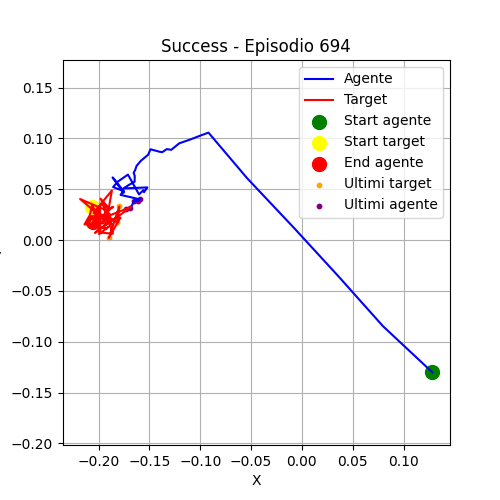 Success - Episodio 694
Agente
Target
Start agente
Start target
End agente
Ultimi target
Ultimi agente
0.15
0.10
0.05
0.00
−0.05
−0.10
−0.15
−0.20
−0.20 −0.15 −0.10 −0.05 0.00 0.05 0.10
X